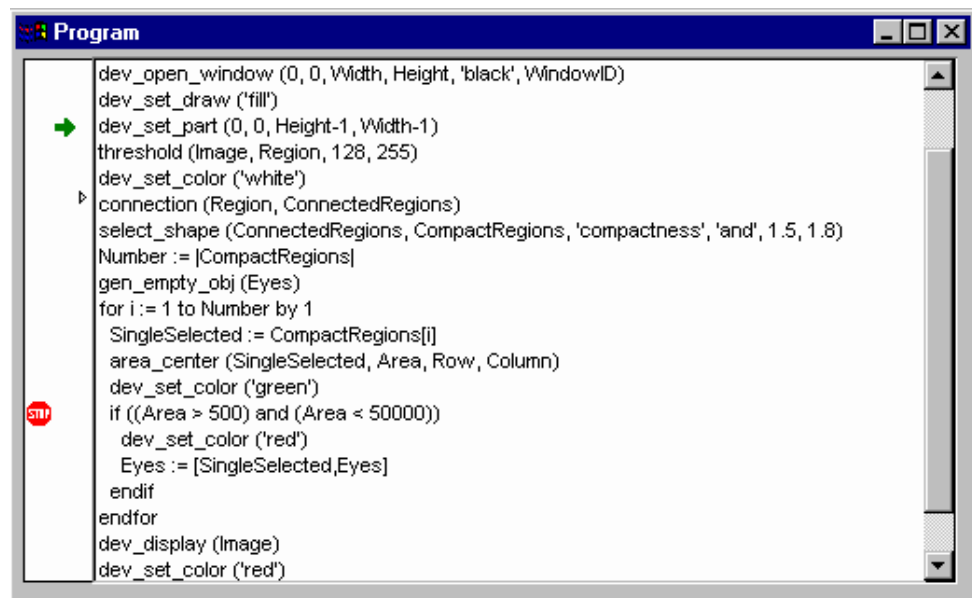 Program
dev_open_window (0, 0, Width, Height, 'black', WindowID)
dev_set_draw ('fill')
dev_set_part (0, 0, Height-1, Width-1)
threshold (Image, Region, 128, 255)
dev_set_color ('white')
connection (Region, ConnectedRegions)
select_shape (ConnectedRegions, CompactRegions, 'compactness', 'and', 1.5, 1.8)
Number := |CompactRegions|
gen_empty_obj (Eyes)
for i := 1 to Number by 1
SingleSelected := CompactRegions[i]
area_center (SingleSelected, Area, Row, Column)
dev_set_color ('green')
STOP if ((Area > 500) and (Area < 50000))
dev_set_color ('red')
Eyes := [SingleSelected,Eyes]
endif
endfor
dev_display (Image)
dev_set_color ('red')